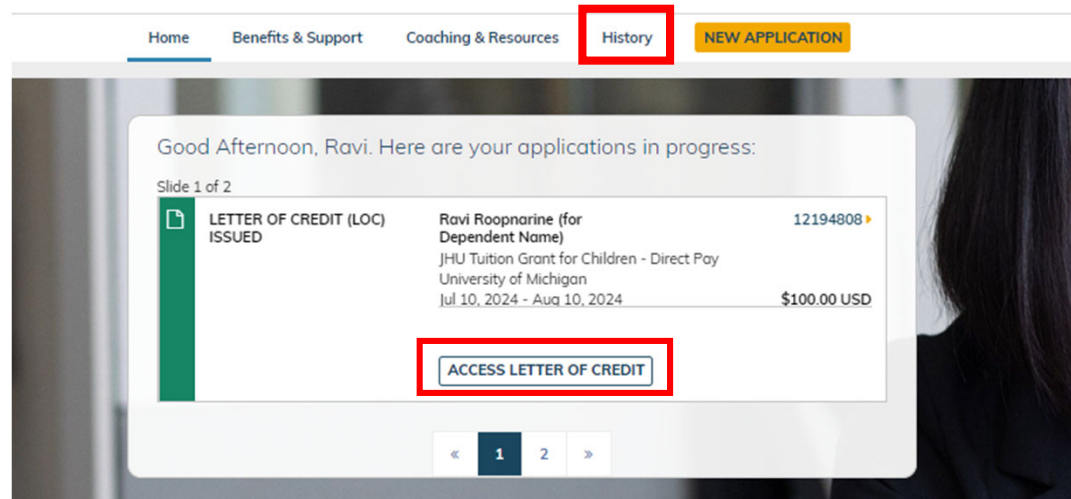 Home Benefits & Support Coaching & Resources History NEW APPLICATION
Good Afternoon, Ravi. Here are your applications in progress:
Slide 1 of 2
LETTER OF CREDIT (LOC)
ISSUED
Ravi Roopnarine (for
Dependent Name)
JHU Tuition Grant for Children - Direct Pay
University of Michigan
Jul 10, 2024 - Aug 10, 2024
12194808
$100.00 USD
ACCESS LETTER OF CREDIT
« 1 2 »